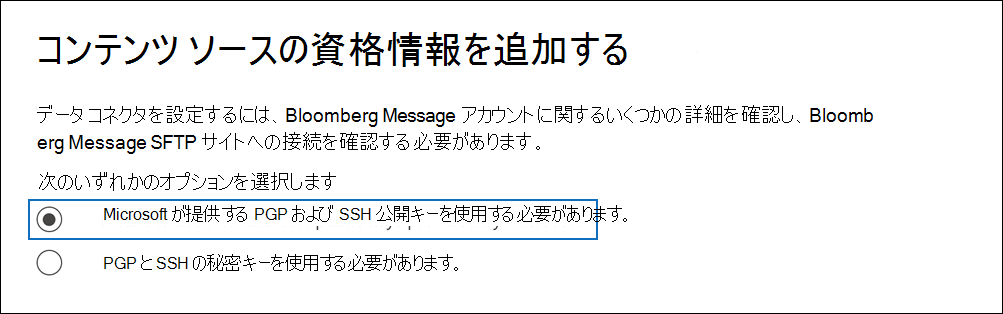 コンテンツ ソースの資格情報を追加する
データ コネクタを設定するには、Bloomberg Message アカウントに関するいくつかの詳細を確認し、Bloomb
erg Message SFTP サイトへの接続を確認する必要があります。
次のいずれかのオプションを選択します
Microsoft が提供する PGP および SSH 公開キーを使用する必要があります。
PGP と SSH の秘密キーを使用する必要があります。